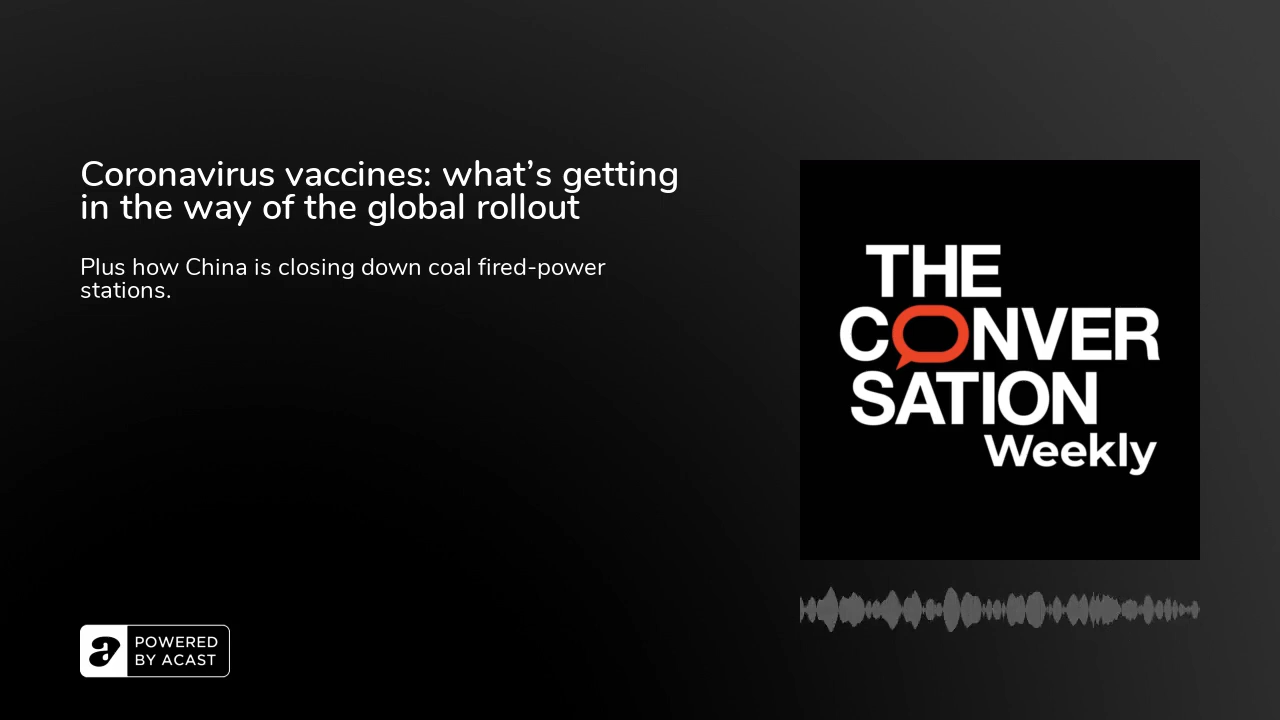 Coronavirus vaccines: what’s getting
in the way of the global rollout
Plus how China is closing down coal fired-power
stations.
THE
CONVER
SATION
Weekly
a
POWERED
BY ACAST